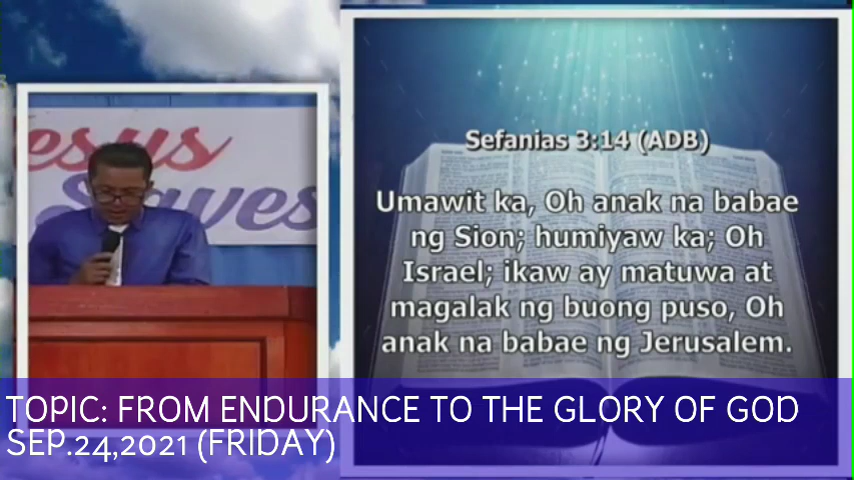 esus
Saves
Sefanias 3:14 (ADB)
Umawit ka, Oh anak na babae
ng Sion; humiyaw ka; Oh
Israel; ikaw ay matuwa at
magalak ng buong puso, Oh
anak na babae ng Jerusalem.
TOPIC: FROM ENDURANCE TO THE GLORY OF GOD
SEP.24,2021 (FRIDAY)